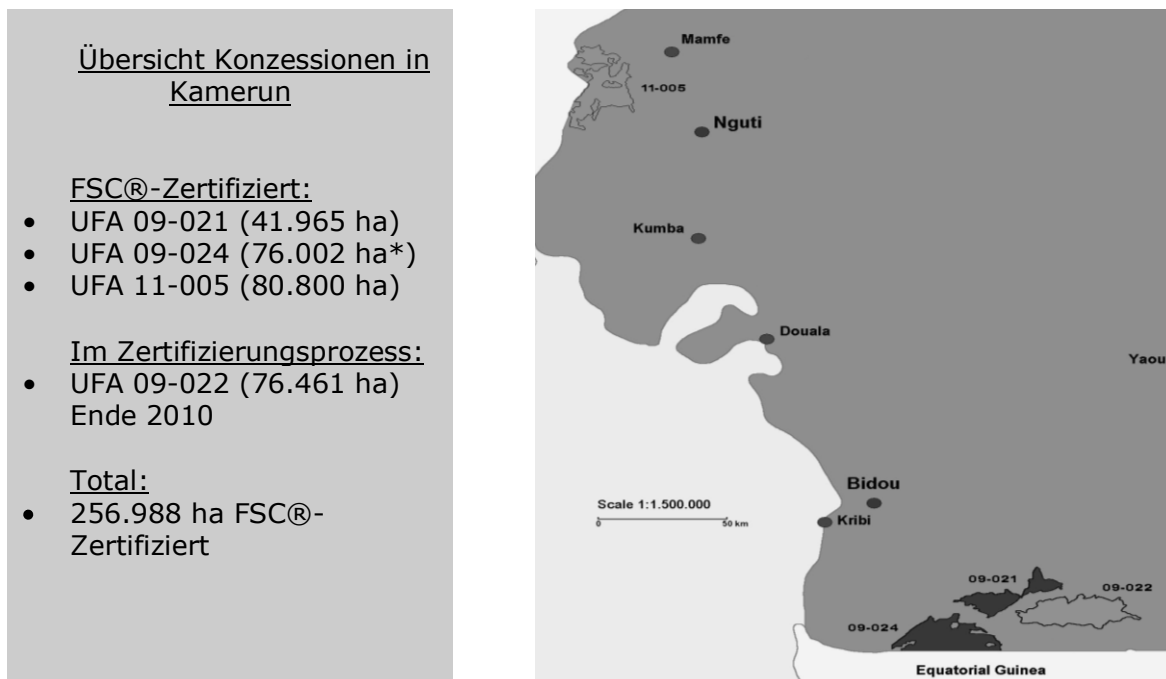 Übersicht Konzessionen in
Kamerun
FSC®-Zertifiziert:
• UFA 09-021 (41.965 ha)
• UFA 09-024 (76.002 ha*)
• UFA 11-005 (80.800 ha)
Im Zertifizierungsprozess:
• UFA 09-022 (76.461 ha)
Ende 2010
Total:
• 256.988 ha FSC®-
Zertifiziert
Mamfe
11-005
Nguti
Kumba
Douala
Yaou
Bidou
Scale 1:1.500.000
0 50 km
Kribi
09-021
09-022
09-024
Equatorial Guinea